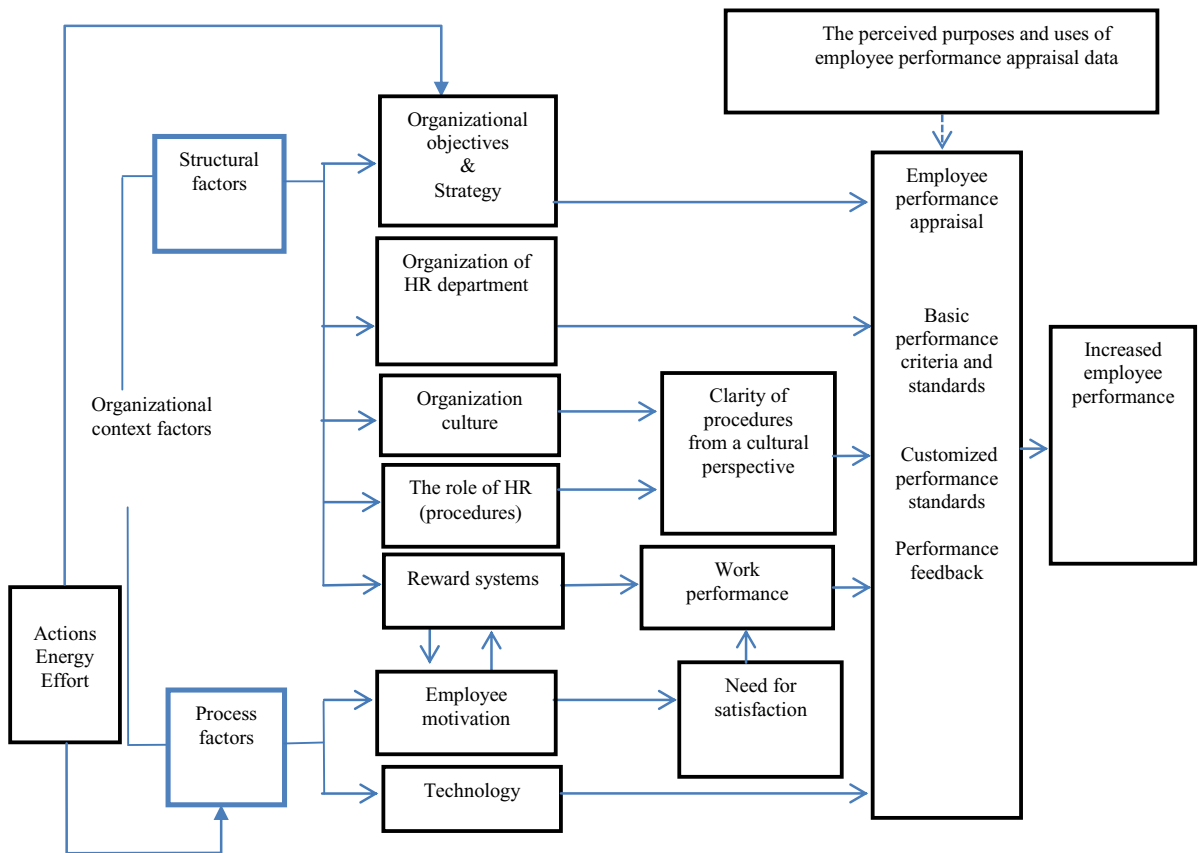 The perceived purposes and uses of
employee performance appraisal data
Organizational
objectives
&
Strategy
Structural
factors
Employee
performance
appraisal
Organization of
HR department
Basic
performance
criteria and
standards
Increased
employee
performance
Organizational
context factors
Organization
culture
Clarity of
procedures
from a cultural
perspective
Customized
performance
standards
The role of HR
(procedures)
Performance
feedback
Reward systems
Work
performance
Actions
Energy
Effort
Process
factors
Employee
motivation
Need for
satisfaction
Technology